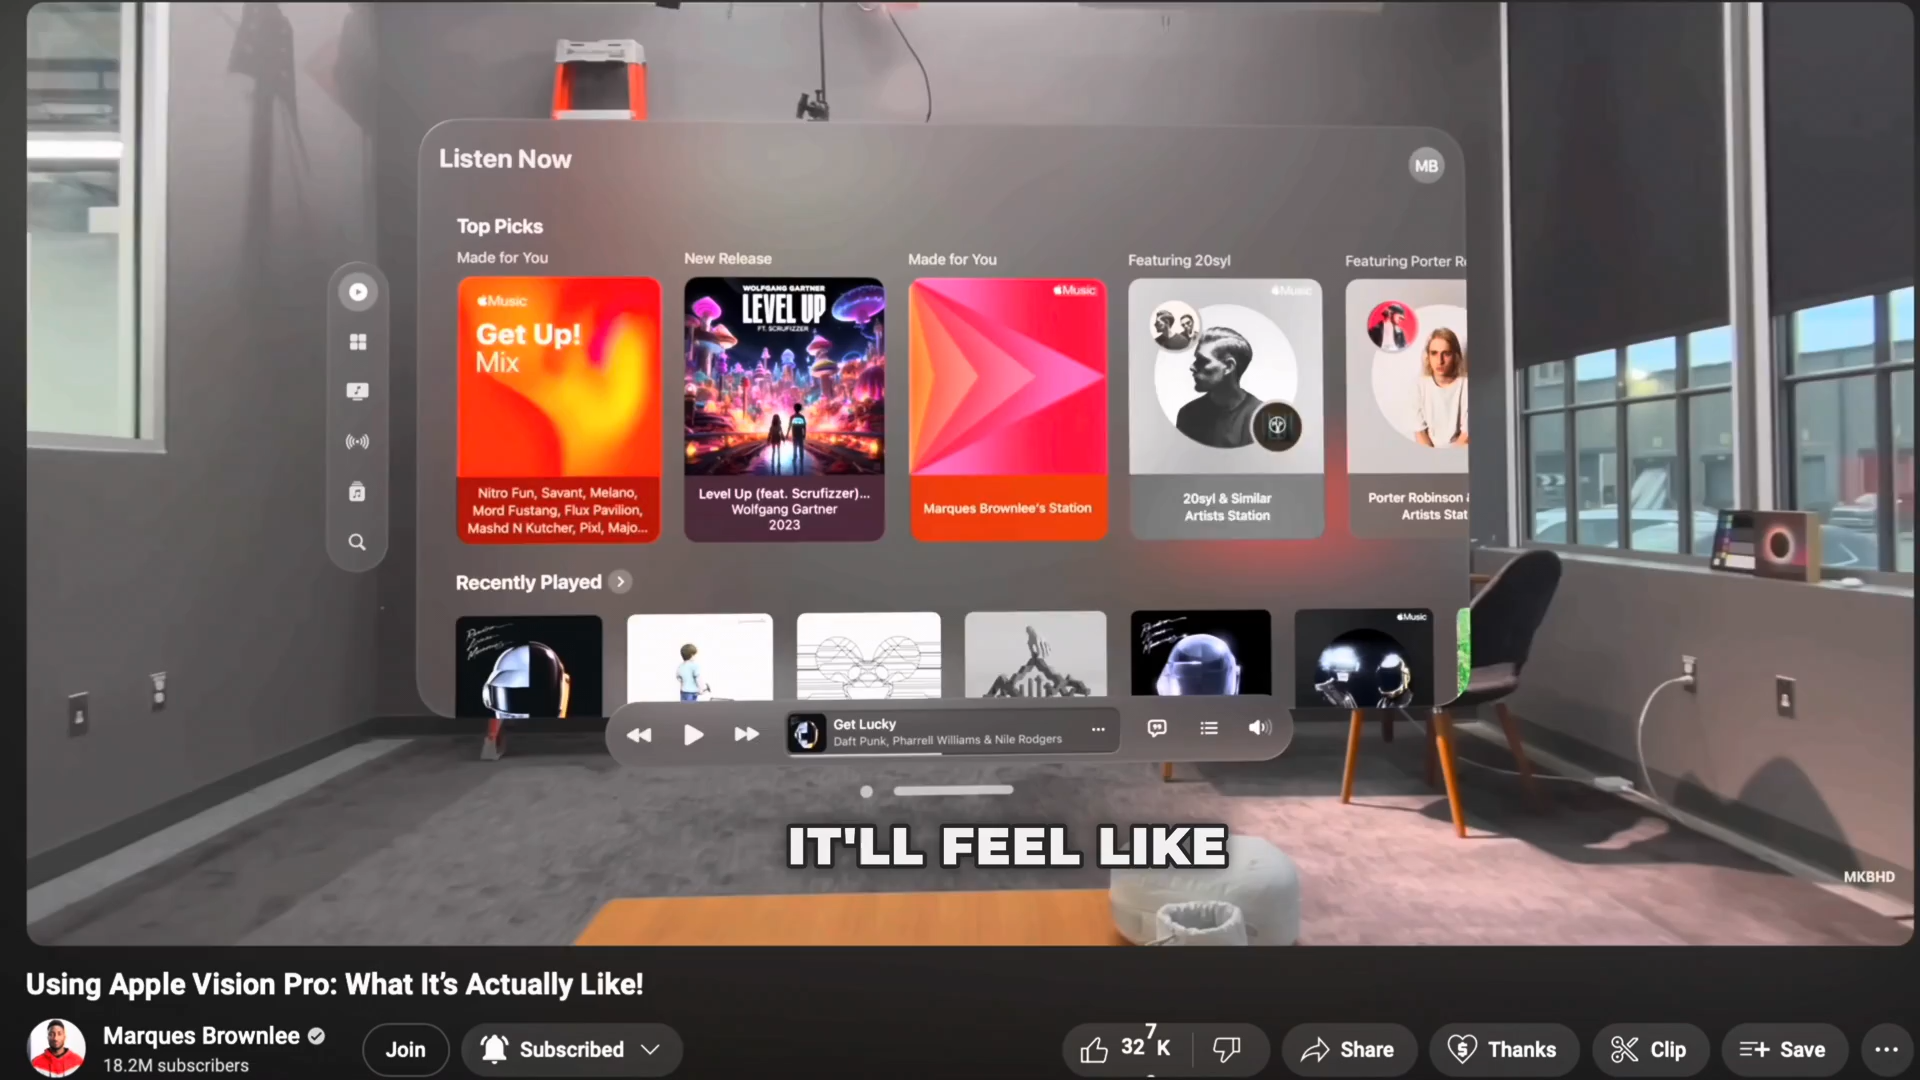 Listen Now
MB
Top Picks
Made for You
New Release
Made for You
Featuring 20syl
Featuring Porter R
Music
Get Up!
Mix
Nitro Fun, Savant, Melano,
Mord Fustang, Flux Pavilion,
Mashd N Kutcher, Pixl, Majo...
WOLFGANG GARTNER
LEVEL UP
FT. SCRUFIZZER
Level Up (feat. Scrufizzer)...
Wolfgang Gartner
2023
Music
Marques Brownlee's Station
Music
20syl & Similar
Artists Station
Porter Robinson
Artists Stat
Recently Played
Music
Get Lucky
Daft Punk, Pharrell Williams & Nile Rodgers
IT'LL FEEL LIKE
MKBHD
Using Apple Vision Pro: What It’s Actually Like!
Marques Brownlee
18.2M subscribers
Join
Subscribed
32 K
7
Share
Thanks
Clip
Save